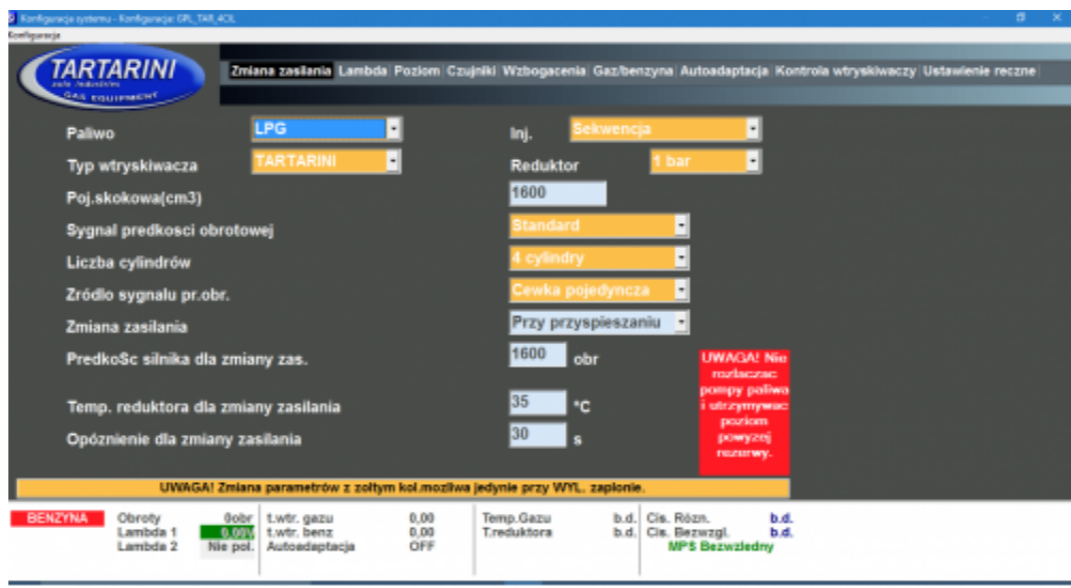 Konfiguracja systemu - Konfiguracja: GPL_TAR_4CIL
Konfiguracja
TARTARINI
auto industries
GAS EQUIPMENT
Zmiana zasilania Lambda Poziom Czujniki Wzbogacenia Gaz/benzyna Autoadaptacja Kontrola wtryskiwaczy Ustawienie reczne
Paliwo LPG Inj. Sekwencja
Typ wtryskiwacza TARTARINI Reduktor 1 bar
Poj.skokowa(cm3) 1600
Sygnal predkosci obrotowej Standard
Liczba cylindrów 4 cylindry
Zródlo sygnalu pr.obr. Cewka pojedyncza
Zmiana zasilania Przy przyspieszaniu
PredkoSc silnika dla zmiany zas. 1600 obr
Temp. reduktora dla zmiany zasilania 35 °C
Opóznienie dla zmiany zasilania 30 s
UWAGA! Nie
rozlaczac
pompy paliwa
i utrzymywac
poziom
powyzej
rezerwy.
UWAGA! Zmiana parametrów z zoltym kol.mozliwa jedynie przy WYL. zaplonie.
BENZYNA Obroty 0obr t.wtr. gazu 0,00 Temp.Gazu b.d. Cis. Rózn. b.d.
Lambda 1 0,00V t.wtr. benz 0,00 T.reduktora b.d. Cis. Bezwzgl. b.d.
Lambda 2 Nie pol. Autoadaptacja OFF MPS Bezwzledny